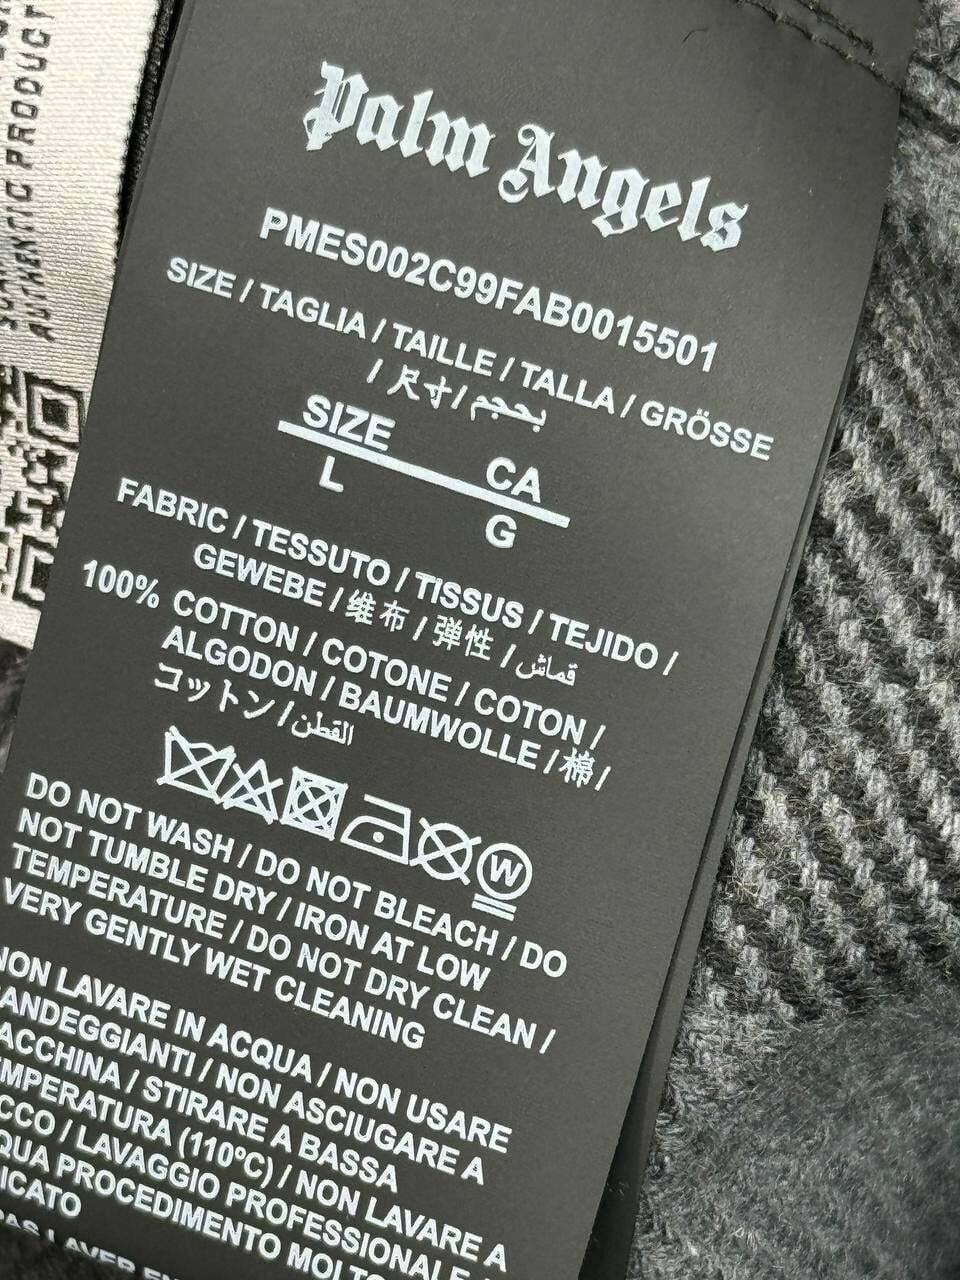 AUTHENTIC PRODUCT
Palm Angels
PMES002C99FAB0015501
SIZE / TAGLIA / TAILLE / TALLA / GRÖSSE
/ 尺寸 / بحجم
SIZE CA
L G
FABRIC / TESSUTO / TISSUS / TEJIDO /
GEWEBE / 维布 / 弹性 / قماش
100% COTTON / COTONE / COTON /
ALGODON / BAUMWOLLE / 棉 /
コットン / القطن
W
DO NOT WASH / DO NOT BLEACH / DO
NOT TUMBLE DRY / IRON AT LOW
TEMPERATURE / DO NOT DRY CLEAN /
VERY GENTLY WET CLEANING
NON LAVARE IN ACQUA / NON USARE
CANDEGGIANTI / NON ASCIUGARE A
MACCHINA / STIRARE A BASSA
TEMPERATURA (110ºC) / NON LAVARE A
SECCO / LAVAGGIO PROFESSIONALE
ACQUA PROCEDIMENTO